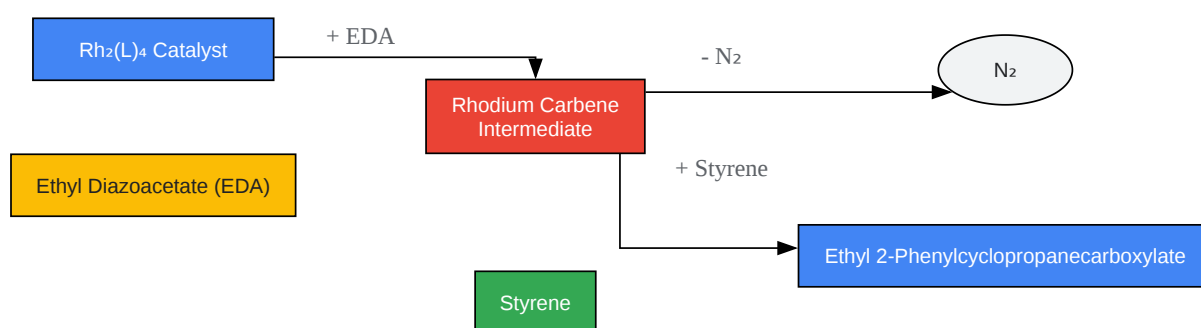 Rh₂(L)₄ Catalyst
+ EDA
- N₂
N₂
Rhodium Carbene
Intermediate
Ethyl Diazoacetate (EDA)
+ Styrene
Ethyl 2-Phenylcyclopropanecarboxylate
Styrene